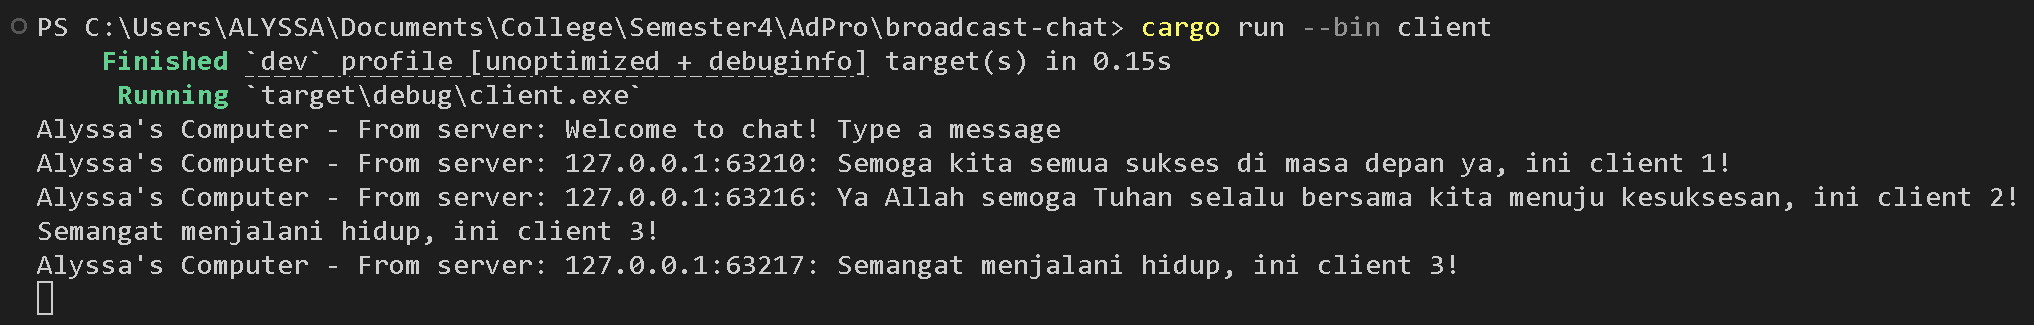 PS C:\Users\ALYSSA\Documents\College\Semester4\AdPro\broadcast-chat> cargo run --bin client
Finished `dev` profile [unoptimized + debuginfo] target(s) in 0.15s
Running `target\debug\client.exe`
Alyssa's Computer - From server: Welcome to chat! Type a message
Alyssa's Computer - From server: 127.0.0.1:63210: Semoga kita semua sukses di masa depan ya, ini client 1!
Alyssa's Computer - From server: 127.0.0.1:63216: Ya Allah semoga Tuhan selalu bersama kita menuju kesuksesan, ini client 2!
Semangat menjalani hidup, ini client 3!
Alyssa's Computer - From server: 127.0.0.1:63217: Semangat menjalani hidup, ini client 3!